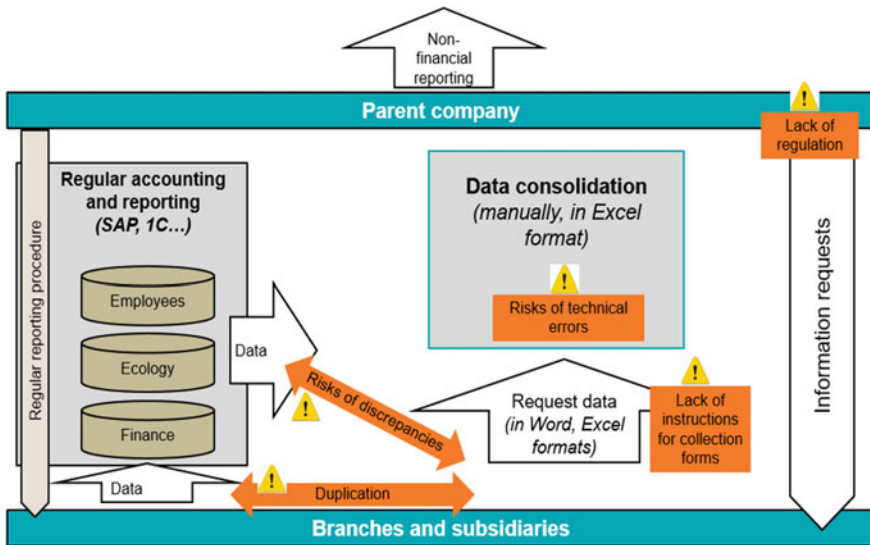 Non-
financial
reporting
Parent company
!
Lack of
regulation
Regular reporting procedure
Regular accounting
and reporting
(SAP, 1C…)
Employees
Ecology
Finance
Data
Data consolidation
(manually, in Excel
format)
!
Risks of technical
errors
Risks of discrepancies
!
Request data
(in Word, Excel
formats)
!
Lack of
instructions
for collection
forms
Information requests
Data
!
Duplication
Branches and subsidiaries